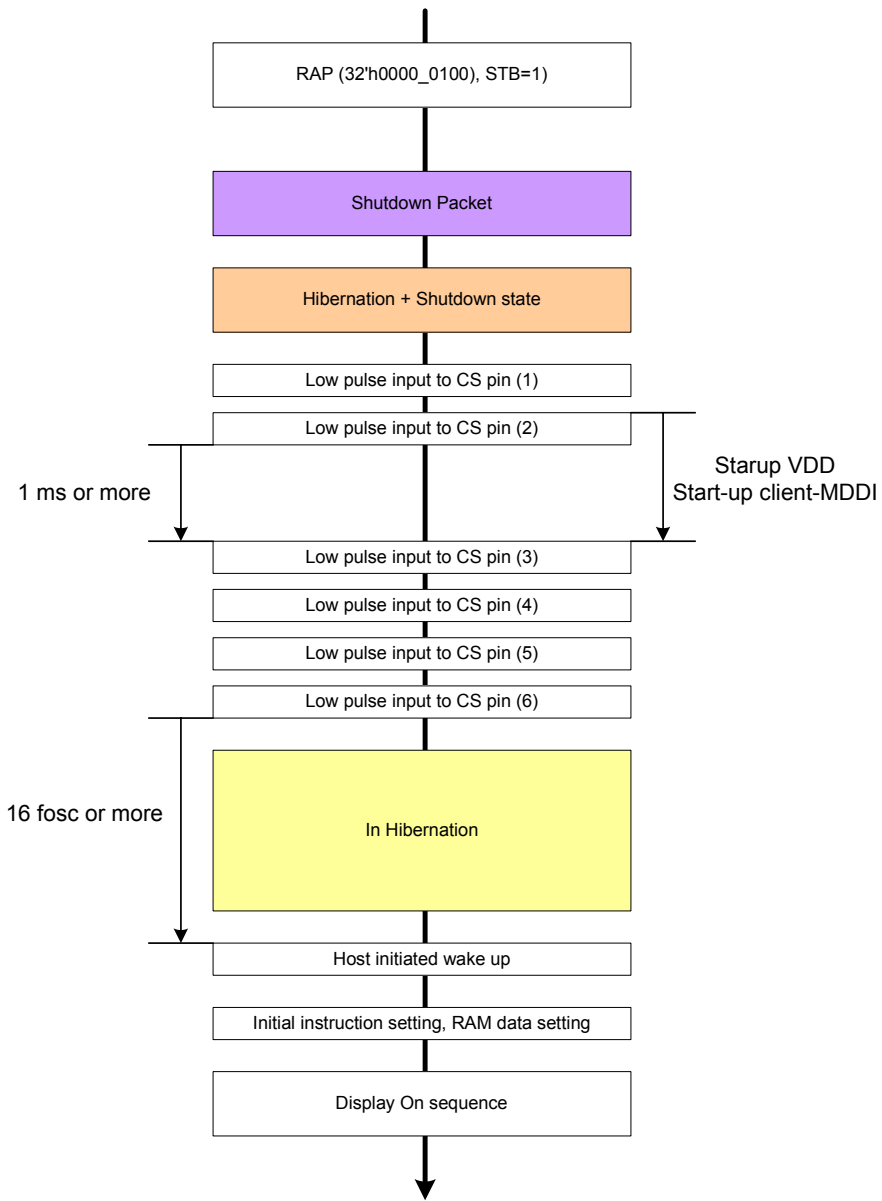 RAP (32'h0000_0100), STB=1)
Shutdown Packet
Hibernation + Shutdown state
Low pulse input to CS pin (1)
Low pulse input to CS pin (2)
1 ms or more
Starup VDD
Start-up client-MDDI
Low pulse input to CS pin (3)
Low pulse input to CS pin (4)
Low pulse input to CS pin (5)
Low pulse input to CS pin (6)
16 fosc or more
In Hibernation
Host initiated wake up
Initial instruction setting, RAM data setting
Display On sequence